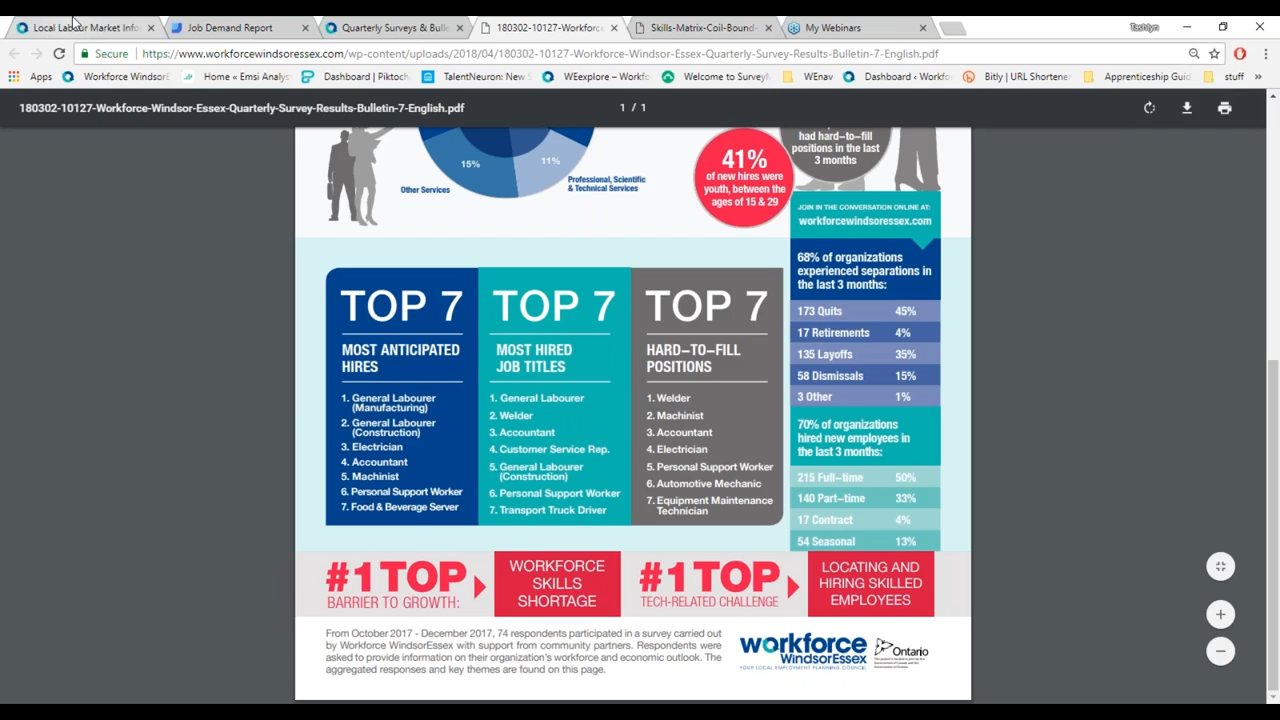 Local Labour Market Info
Job Demand Report
Quarterly Surveys & Bulle
180302-10127-Workforce-
Skills-Matrix-Coil-Bound-
My Webinars
Tashlyn
Secure
https://www.workforcewindsoressex.com/wp-content/uploads/2018/04/180302-10127-Workforce-Windsor-Essex-Quarterly-Survey-Results-Bulletin-7-English.pdf
Apps
Workforce WindsorE
Home « Emsi Analys
Dashboard | Piktoch
TalentNeuron: New S
WExplore – Workfo
Welcome to Survey
WEnav
Dashboard ‹ Workfo
Bitly | URL Shortener
Apprenticeship Guid
stuff
»
180302-10127-Workforce-Windsor-Essex-Quarterly-Survey-Results-Bulletin-7-English.pdf
1 / 1
had hard-to-fill
positions in the last
3 months
41%
of new hires were
youth, between the
ages of 15 & 29
15%
11%
Other Services
Professional, Scientific
& Technical Services
JOIN IN THE CONVERSATION ONLINE AT:
workforcewindsoressex.com
68% of organizations
experienced separations in
the last 3 months:
173 Quits 45%
17 Retirements 4%
135 Layoffs 35%
58 Dismissals 15%
3 Other 1%
70% of organizations
hired new employees in
the last 3 months:
215 Full-time 50%
140 Part-time 33%
17 Contract 4%
54 Seasonal 13%
TOP 7
MOST ANTICIPATED
HIRES
1. General Labourer
(Manufacturing)
2. General Labourer
(Construction)
3. Electrician
4. Accountant
5. Machinist
6. Personal Support Worker
7. Food & Beverage Server
TOP 7
MOST HIRED
JOB TITLES
1. General Labourer
2. Welder
3. Accountant
4. Customer Service Rep.
5. General Labourer
(Construction)
6. Personal Support Worker
7. Transport Truck Driver
TOP 7
HARD-TO-FILL
POSITIONS
1. Welder
2. Machinist
3. Accountant
4. Electrician
5. Personal Support Worker
6. Automotive Mechanic
7. Equipment Maintenance
Technician
#1 TOP
BARRIER TO GROWTH:
WORKFORCE
SKILLS
SHORTAGE
#1 TOP
TECH-RELATED CHALLENGE
LOCATING AND
HIRING SKILLED
EMPLOYEES
From October 2017 - December 2017, 74 respondents participated in a survey carried out
by Workforce WindsorEssex with support from community partners. Respondents were
asked to provide information on their organization's workforce and economic outlook. The
aggregated responses and key themes are found on this page.
workforce
WindsorEssex
YOUR LOCAL EMPLOYMENT PLANNING COUNCIL
Ontario